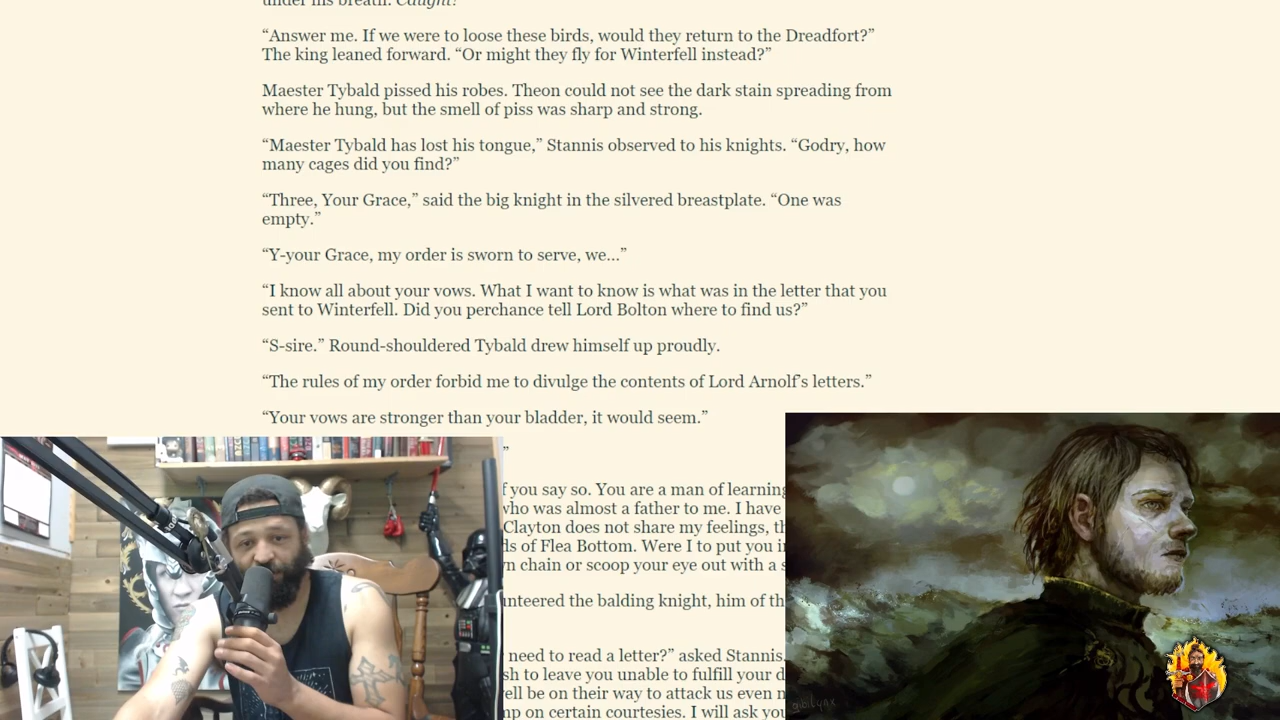 under his breath. Caught!
“Answer me. If we were to loose these birds, would they return to the Dreadfort?”
The king leaned forward. “Or might they fly for Winterfell instead?”
Maester Tybald pissed his robes. Theon could not see the dark stain spreading from
where he hung, but the smell of piss was sharp and strong.
“Maester Tybald has lost his tongue,” Stannis observed to his knights. “Godry, how
many cages did you find?”
“Three, Your Grace,” said the big knight in the silvered breastplate. “One was
empty.”
“Y-your Grace, my order is sworn to serve, we…”
“I know all about your vows. What I want to know is what was in the letter that you
sent to Winterfell. Did you perchance tell Lord Bolton where to find us?”
“S-sire.” Round-shouldered Tybald drew himself up proudly.
“The rules of my order forbid me to divulge the contents of Lord Arnolf’s letters.”
“Your vows are stronger than your bladder, it would seem.”
”
f you say so. You are a man of learning
who was almost a father to me. I have
Clayton does not share my feelings, th
ls of Flea Bottom. Were I to put you i
n chain or scoop your eye out with a s
unteered the balding knight, him of th
need to read a letter?” asked Stannis.
sh to leave you unable to fulfill your d
ell be on their way to attack us even n
mp on certain courtesies. I will ask you